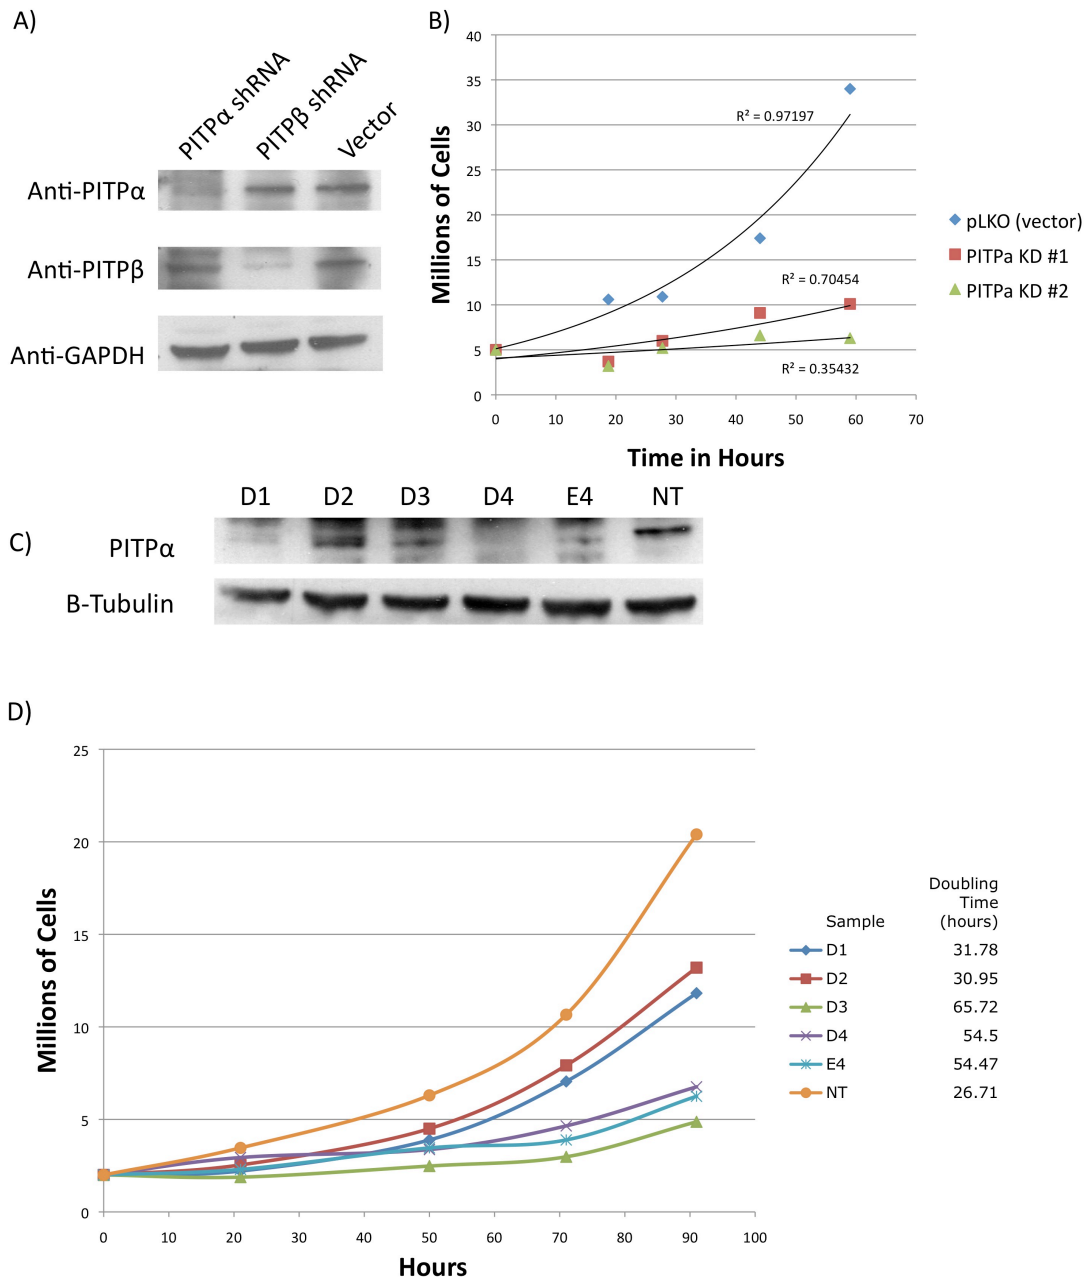 A)
PITPα shRNA
PITPβ shRNA
Vector
Anti-PITPα
Anti-PITPβ
Anti-GAPDH
B)
Millions of Cells
40
35
30
25
20
15
10
5
0
R² = 0.97197
R² = 0.70454
R² = 0.35432
0 10 20 30 40 50 60 70
Time in Hours
pLKO (vector)
PITPa KD #1
PITPa KD #2
C)
D1 D2 D3 D4 E4 NT
PITPα
B-Tubulin
D)
Millions of Cells
25
20
15
10
5
0
0 10 20 30 40 50 60 70 80 90 100
Hours
Doubling
Time
Sample (hours)
D1 31.78
D2 30.95
D3 65.72
D4 54.5
E4 54.47
NT 26.71